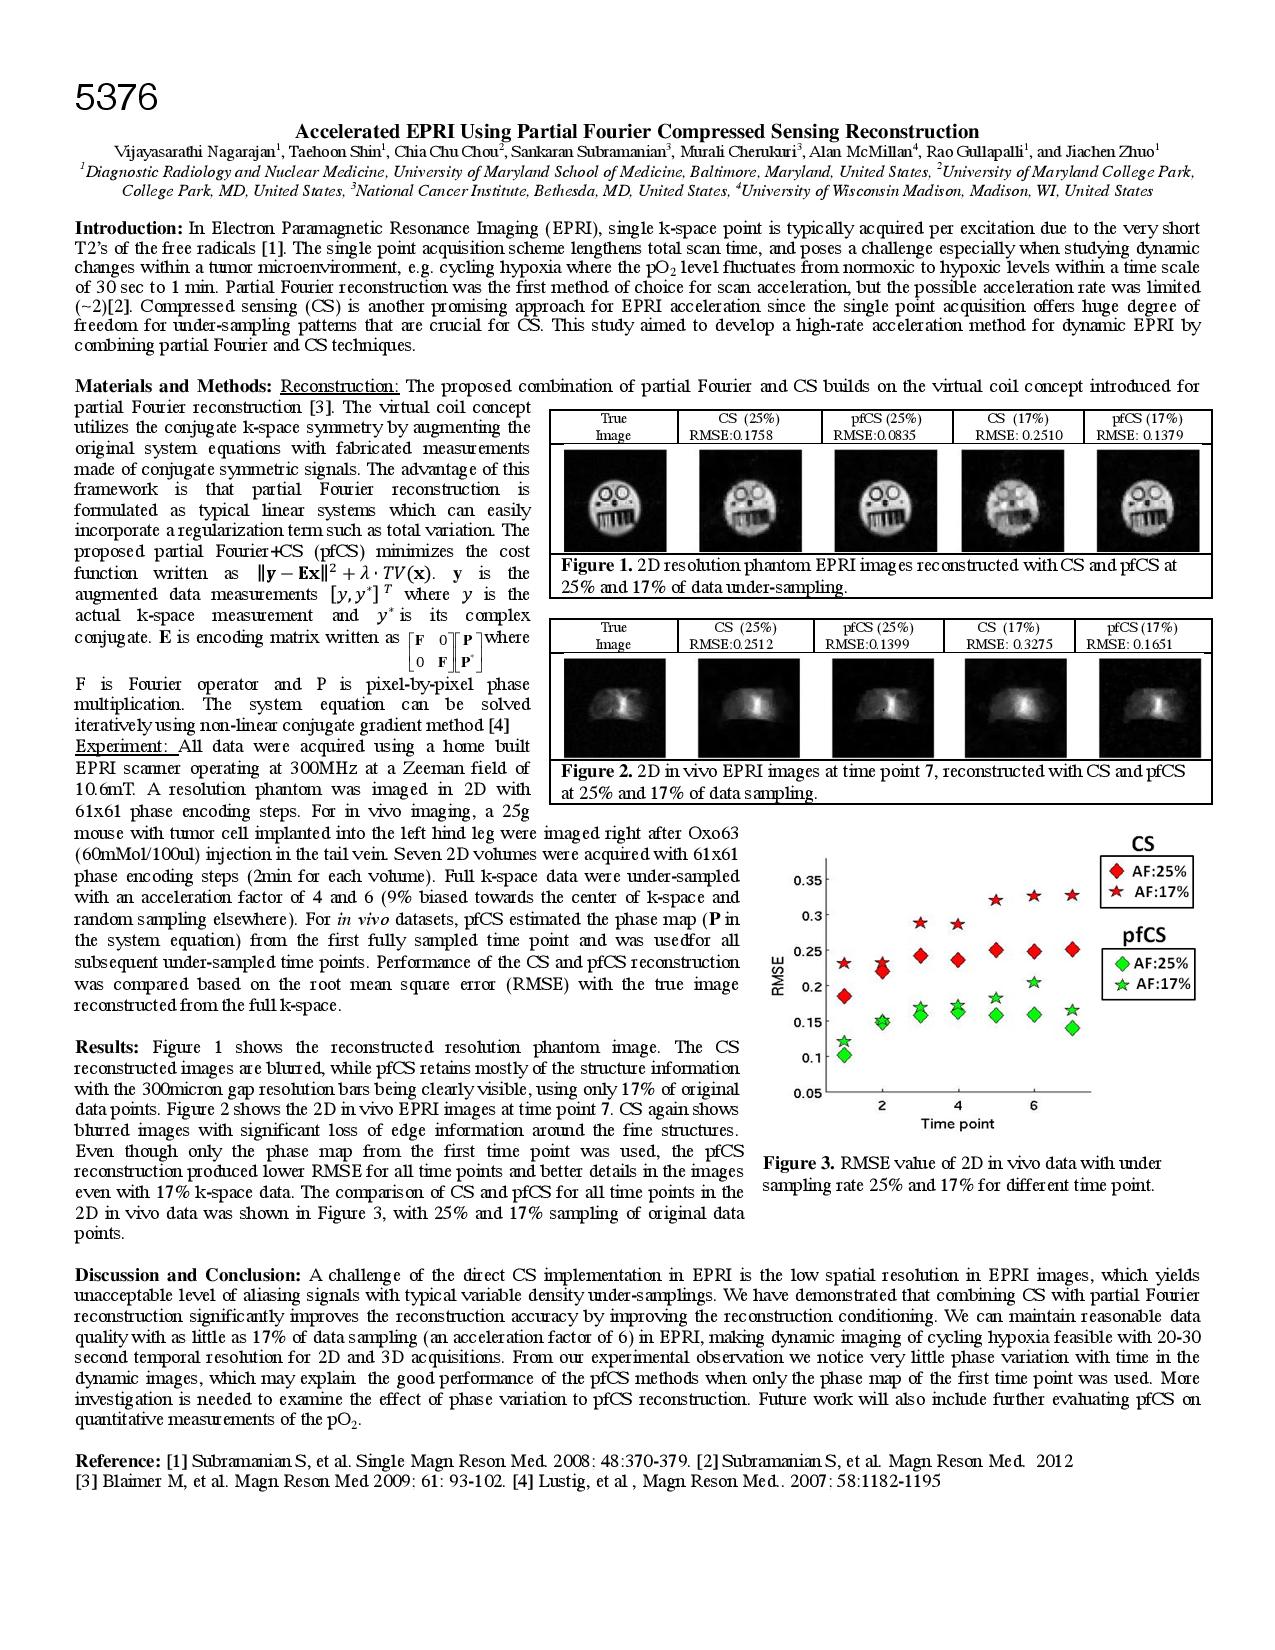 5376
Accelerated EPRI Using Partial Fourier Compressed Sensing Reconstruction
Vijayasarathi Nagarajan1, Taehoon Shin1, Chia Chu Chou2, Sankaran Subramanian3, Murali Cherukuri3, Alan McMillan4, Rao Gullapalli1, and Jiachen Zhuo1
1Diagnostic Radiology and Nuclear Medicine, University of Maryland School of Medicine, Baltimore, Maryland, United States, 2University of Maryland College Park,
College Park, MD, United States, 3National Cancer Institute, Bethesda, MD, United States, 4University of Wisconsin Madison, Madison, WI, United States
Introduction: In Electron Paramagnetic Resonance Imaging (EPRI), single k-space point is typically acquired per excitation due to the very short
T2's of the free radicals [1]. The single point acquisition scheme lengthens total scan time, and poses a challenge especially when studying dynamic
changes within a tumor microenvironment, e.g. cycling hypoxia where the pO2 level fluctuates from normoxic to hypoxic levels within a time scale
of 30 sec to 1 min. Partial Fourier reconstruction was the first method of choice for scan acceleration, but the possible acceleration rate was limited
(~2)[2]. Compressed sensing (CS) is another promising approach for EPRI acceleration since the single point acquisition offers huge degree of
freedom for under-sampling patterns that are crucial for CS. This study aimed to develop a high-rate acceleration method for dynamic EPRI by
combining partial Fourier and CS techniques.
Materials and Methods: Reconstruction: The proposed combination of partial Fourier and CS builds on the virtual coil concept introduced for
partial Fourier reconstruction [3]. The virtual coil concept
utilizes the conjugate k-space symmetry by augmenting the
original system equations with fabricated measurements
made of conjugate symmetric signals. The advantage of this
framework is that partial Fourier reconstruction is
formulated as typical linear systems which can easily
incorporate a regularization term such as total variation. The
proposed partial Fourier+CS (pfCS) minimizes the cost
function written as ‖y − Ex‖² + λ · TV(x). y is the
augmented data measurements [y, y*]ᵀ where y is the
actual k-space measurement and y* is its complex
conjugate. E is encoding matrix written as [F 0; 0 F][P; P*] where
F is Fourier operator and P is pixel-by-pixel phase
multiplication. The system equation can be solved
iteratively using non-linear conjugate gradient method [4]
Experiment: All data were acquired using a home built
EPRI scanner operating at 300MHz at a Zeeman field of
10.6mT. A resolution phantom was imaged in 2D with
61x61 phase encoding steps. For in vivo imaging, a 25g
mouse with tumor cell implanted into the left hind leg were imaged right after Oxo63
(60mMol/100ul) injection in the tail vein. Seven 2D volumes were acquired with 61x61
phase encoding steps (2min for each volume). Full k-space data were under-sampled
with an acceleration factor of 4 and 6 (9% biased towards the center of k-space and
random sampling elsewhere). For in vivo datasets, pfCS estimated the phase map (P in
the system equation) from the first fully sampled time point and was usedfor all
subsequent under-sampled time points. Performance of the CS and pfCS reconstruction
was compared based on the root mean square error (RMSE) with the true image
reconstructed from the full k-space.
True Image
CS (25%) RMSE:0.1758
pfCS (25%) RMSE:0.0835
CS (17%) RMSE: 0.2510
pfCS (17%) RMSE: 0.1379
Figure 1. 2D resolution phantom EPRI images reconstructed with CS and pfCS at
25% and 17% of data under-sampling.
True Image
CS (25%) RMSE:0.2512
pfCS (25%) RMSE:0.1399
CS (17%) RMSE: 0.3275
pfCS (17%) RMSE: 0.1651
Figure 2. 2D in vivo EPRI images at time point 7, reconstructed with CS and pfCS
at 25% and 17% of data sampling.
CS
AF:25%
AF:17%
pfCS
AF:25%
AF:17%
RMSE
0.35
0.3
0.25
0.2
0.15
0.1
0.05
2 4 6
Time point
Figure 3. RMSE value of 2D in vivo data with under
sampling rate 25% and 17% for different time point.
Results: Figure 1 shows the reconstructed resolution phantom image. The CS
reconstructed images are blurred, while pfCS retains mostly of the structure information
with the 300micron gap resolution bars being clearly visible, using only 17% of original
data points. Figure 2 shows the 2D in vivo EPRI images at time point 7. CS again shows
blurred images with significant loss of edge information around the fine structures.
Even though only the phase map from the first time point was used, the pfCS
reconstruction produced lower RMSE for all time points and better details in the images
even with 17% k-space data. The comparison of CS and pfCS for all time points in the
2D in vivo data was shown in Figure 3, with 25% and 17% sampling of original data
points.
Discussion and Conclusion: A challenge of the direct CS implementation in EPRI is the low spatial resolution in EPRI images, which yields
unacceptable level of aliasing signals with typical variable density under-samplings. We have demonstrated that combining CS with partial Fourier
reconstruction significantly improves the reconstruction accuracy by improving the reconstruction conditioning. We can maintain reasonable data
quality with as little as 17% of data sampling (an acceleration factor of 6) in EPRI, making dynamic imaging of cycling hypoxia feasible with 20-30
second temporal resolution for 2D and 3D acquisitions. From our experimental observation we notice very little phase variation with time in the
dynamic images, which may explain the good performance of the pfCS methods when only the phase map of the first time point was used. More
investigation is needed to examine the effect of phase variation to pfCS reconstruction. Future work will also include further evaluating pfCS on
quantitative measurements of the pO2.
Reference: [1] Subramanian S, et al. Single Magn Reson Med. 2008: 48:370-379. [2] Subramanian S, et al. Magn Reson Med. 2012
[3] Blaimer M, et al. Magn Reson Med 2009: 61: 93-102. [4] Lustig, et al , Magn Reson Med.. 2007: 58:1182-1195